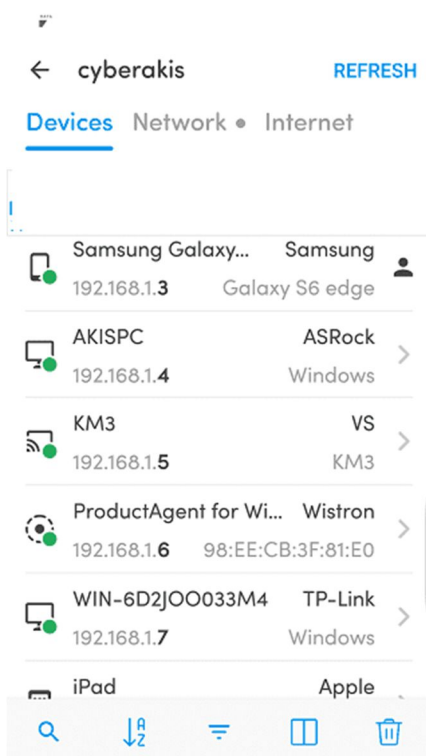 cyberakis REFRESH
Devices Network Internet
Samsung Galaxy... Samsung
192.168.1.3 Galaxy S6 edge
AKISPC ASRock
192.168.1.4 Windows
KM3 VS
192.168.1.5 KM3
ProductAgent for Wi... Wistron
192.168.1.6 98:EE:CB:3F:81:E0
WIN-6D2JOO033M4 TP-Link
192.168.1.7 Windows
iPad Apple
A
Z